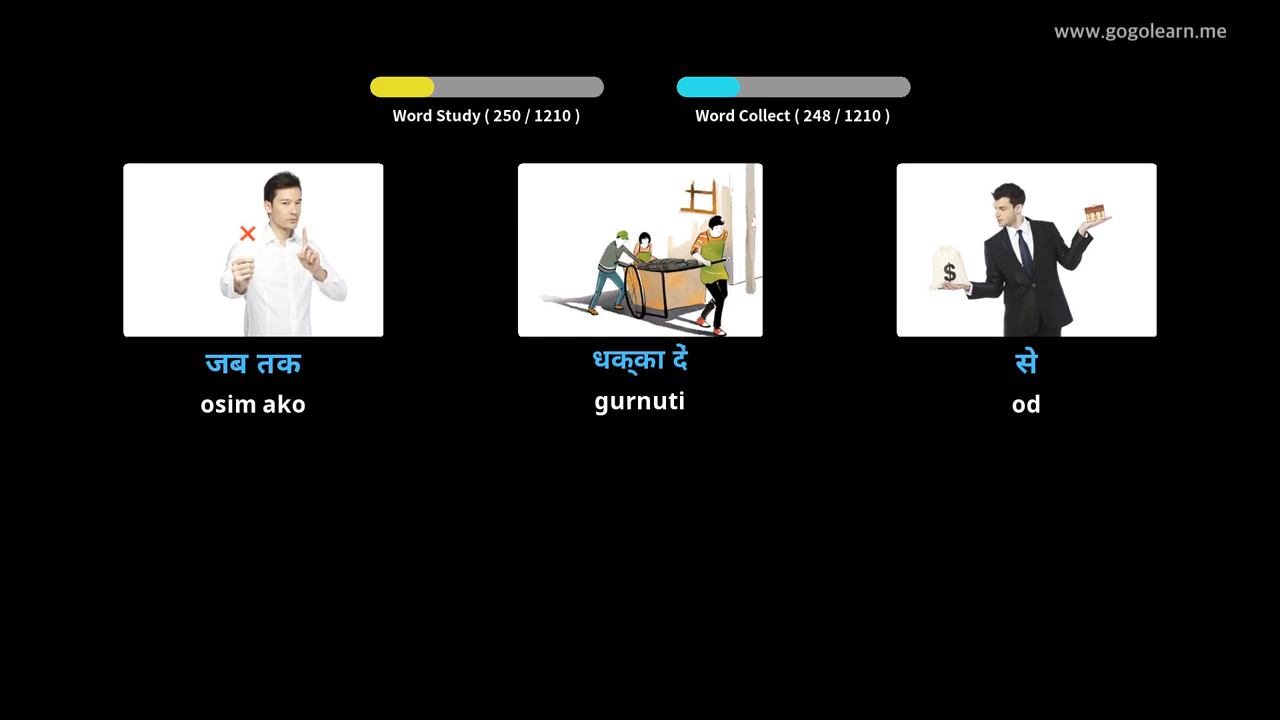 www.gogolearn.me
Word Study ( 250 / 1210 )
Word Collect ( 248 / 1210 )
$
जब तक
धक्‍का दें
से
osim ako
gurnuti
od